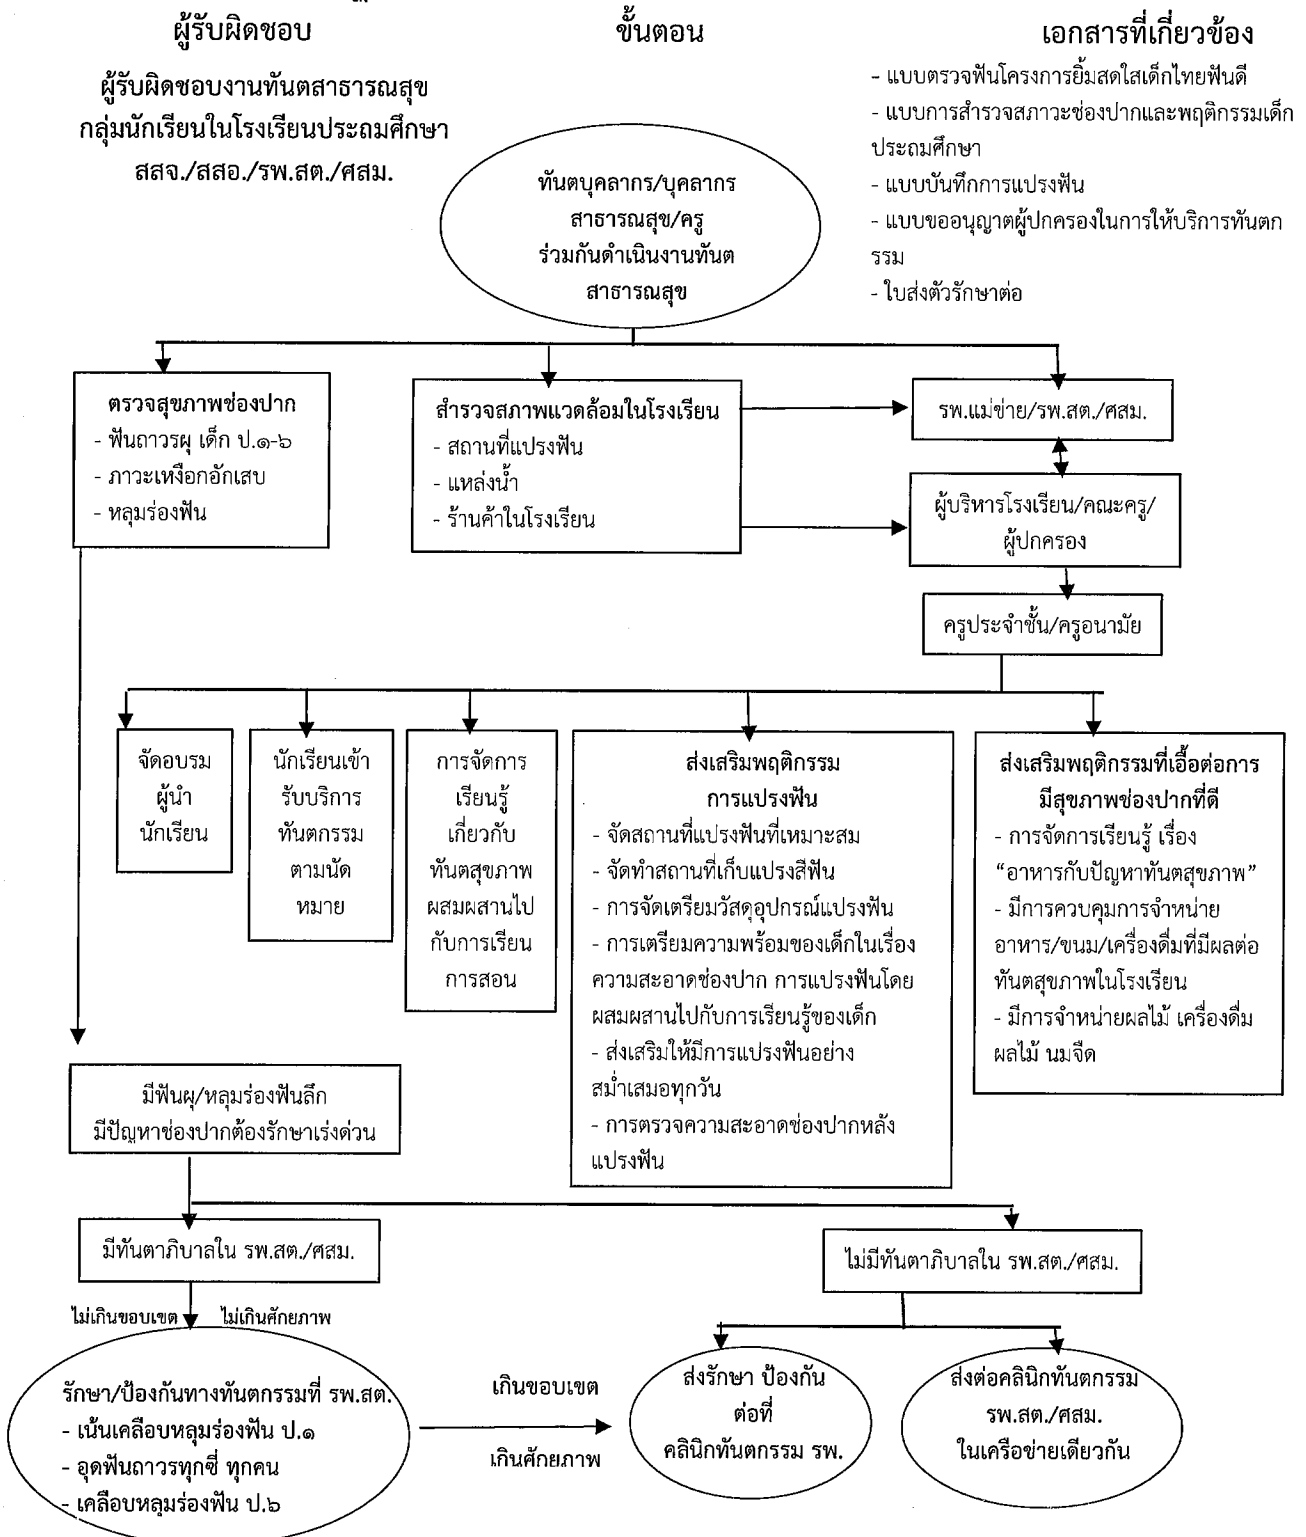 ผู้รับผิดชอบ
ขั้นตอน
เอกสารที่เกี่ยวข้อง
ผู้รับผิดชอบงานทันตสาธารณสุข
กลุ่มนักเรียนในโรงเรียนประถมศึกษา
สสจ./สสอ./รพ.สต./ศสม.
- แบบตรวจฟันโครงการยิ้มสดใสเด็กไทยฟันดี
- แบบการสำรวจสภาวะช่องปากและพฤติกรรมเด็ก
ประถมศึกษา
- แบบบันทึกการแปรงฟัน
- แบบขออนุญาตผู้ปกครองในการให้บริการทันตก
รรม
- ใบส่งตัวรักษาต่อ
ทันตบุคลากร/บุคลากร
สาธารณสุข/ครู
ร่วมกันดำเนินงานทันต
สาธารณสุข
ตรวจสุขภาพช่องปาก
- ฟันถาวรผุ เด็ก ป.๑-๖
- ภาวะเหงือกอักเสบ
- หลุมร่องฟัน
สำรวจสภาพแวดล้อมในโรงเรียน
- สถานที่แปรงฟัน
- แหล่งน้ำ
- ร้านค้าในโรงเรียน
รพ.แม่ข่าย/รพ.สต./ศสม.
ผู้บริหารโรงเรียน/คณะครู/
ผู้ปกครอง
ครูประจำชั้น/ครูอนามัย
จัดอบรม
ผู้นำ
นักเรียน
นักเรียนเข้า
รับบริการ
ทันตกรรม
ตามนัด
หมาย
การจัดการ
เรียนรู้
เกี่ยวกับ
ทันตสุขภาพ
ผสมผสานไป
กับการเรียน
การสอน
ส่งเสริมพฤติกรรม
การแปรงฟัน
- จัดสถานที่แปรงฟันที่เหมาะสม
- จัดทำสถานที่เก็บแปรงสีฟัน
- การจัดเตรียมวัสดุอุปกรณ์แปรงฟัน
- การเตรียมความพร้อมของเด็กในเรื่อง
ความสะอาดช่องปาก การแปรงฟันโดย
ผสมผสานไปกับการเรียนรู้ของเด็ก
- ส่งเสริมให้มีการแปรงฟันอย่าง
สม่ำเสมอทุกวัน
- การตรวจความสะอาดช่องปากหลัง
แปรงฟัน
ส่งเสริมพฤติกรรมที่เอื้อต่อการ
มีสุขภาพช่องปากที่ดี
- การจัดการเรียนรู้ เรื่อง
“อาหารกับปัญหาทันตสุขภาพ”
- มีการควบคุมการจำหน่าย
อาหาร/ขนม/เครื่องดื่มที่มีผลต่อ
ทันตสุขภาพในโรงเรียน
- มีการจำหน่ายผลไม้ เครื่องดื่ม
ผลไม้ นมจืด
มีฟันผุ/หลุมร่องฟันลึก
มีปัญหาช่องปากต้องรักษาเร่งด่วน
มีทันตาภิบาลใน รพ.สต./ศสม.
ไม่มีทันตาภิบาลใน รพ.สต./ศสม.
ไม่เกินขอบเขต
ไม่เกินศักยภาพ
รักษา/ป้องกันทางทันตกรรมที่ รพ.สต.
- เน้นเคลือบหลุมร่องฟัน ป.๑
- อุดฟันถาวรทุกซี่ ทุกคน
- เคลือบหลุมร่องฟัน ป.๖
เกินขอบเขต
เกินศักยภาพ
ส่งรักษา ป้องกัน
ต่อที่
คลินิกทันตกรรม รพ.
ส่งต่อคลินิกทันตกรรม
รพ.สต./ศสม.
ในเครือข่ายเดียวกัน